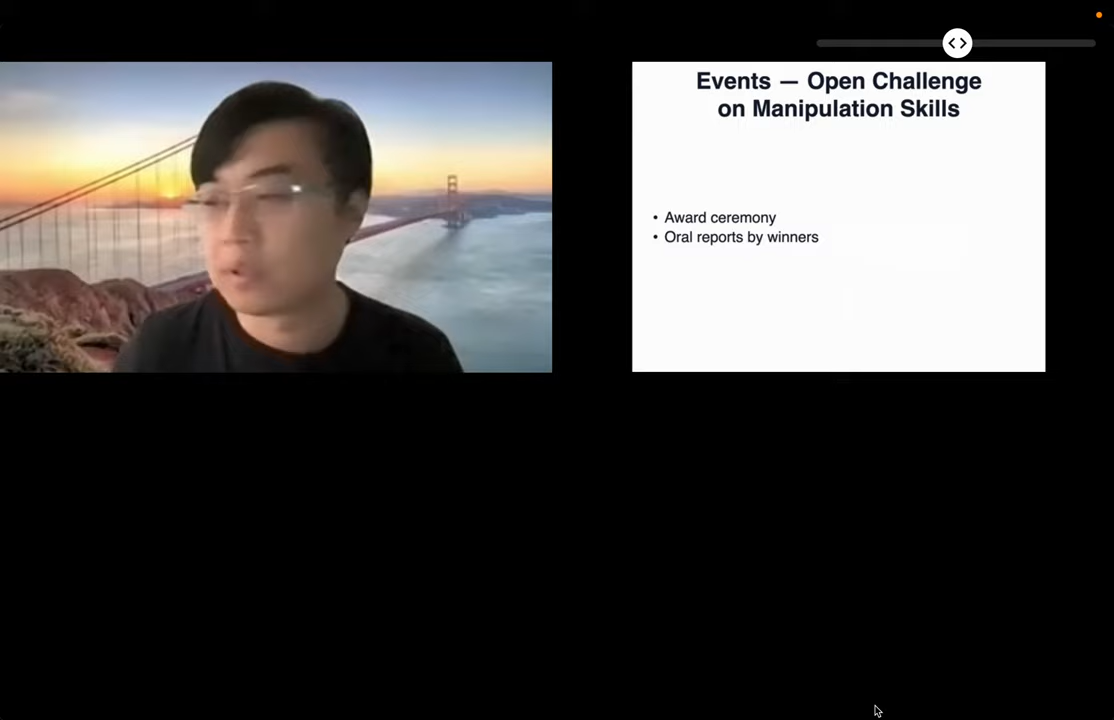 Events — Open Challenge
on Manipulation Skills
• Award ceremony
• Oral reports by winners